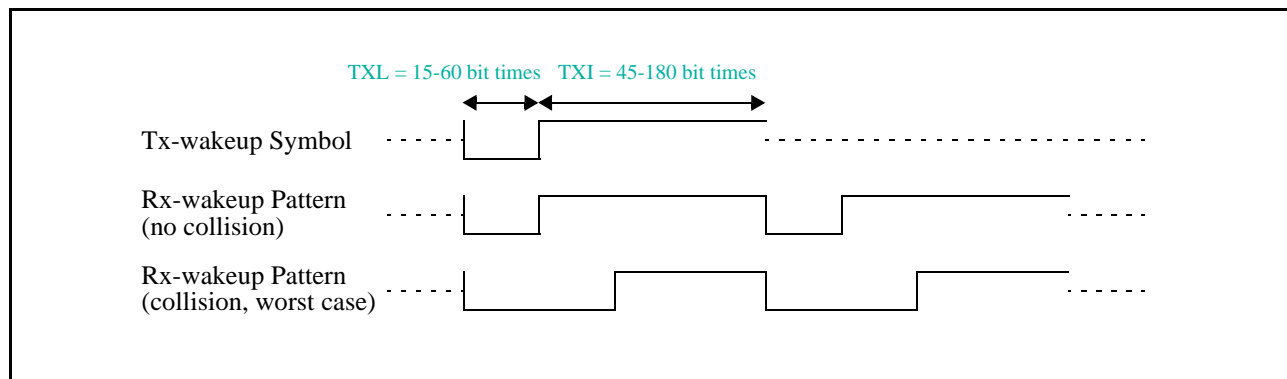 TXL = 15-60 bit times
TXI = 45-180 bit times
Tx-wakeup Symbol
Rx-wakeup Pattern
(no collision)
Rx-wakeup Pattern
(collision, worst case)